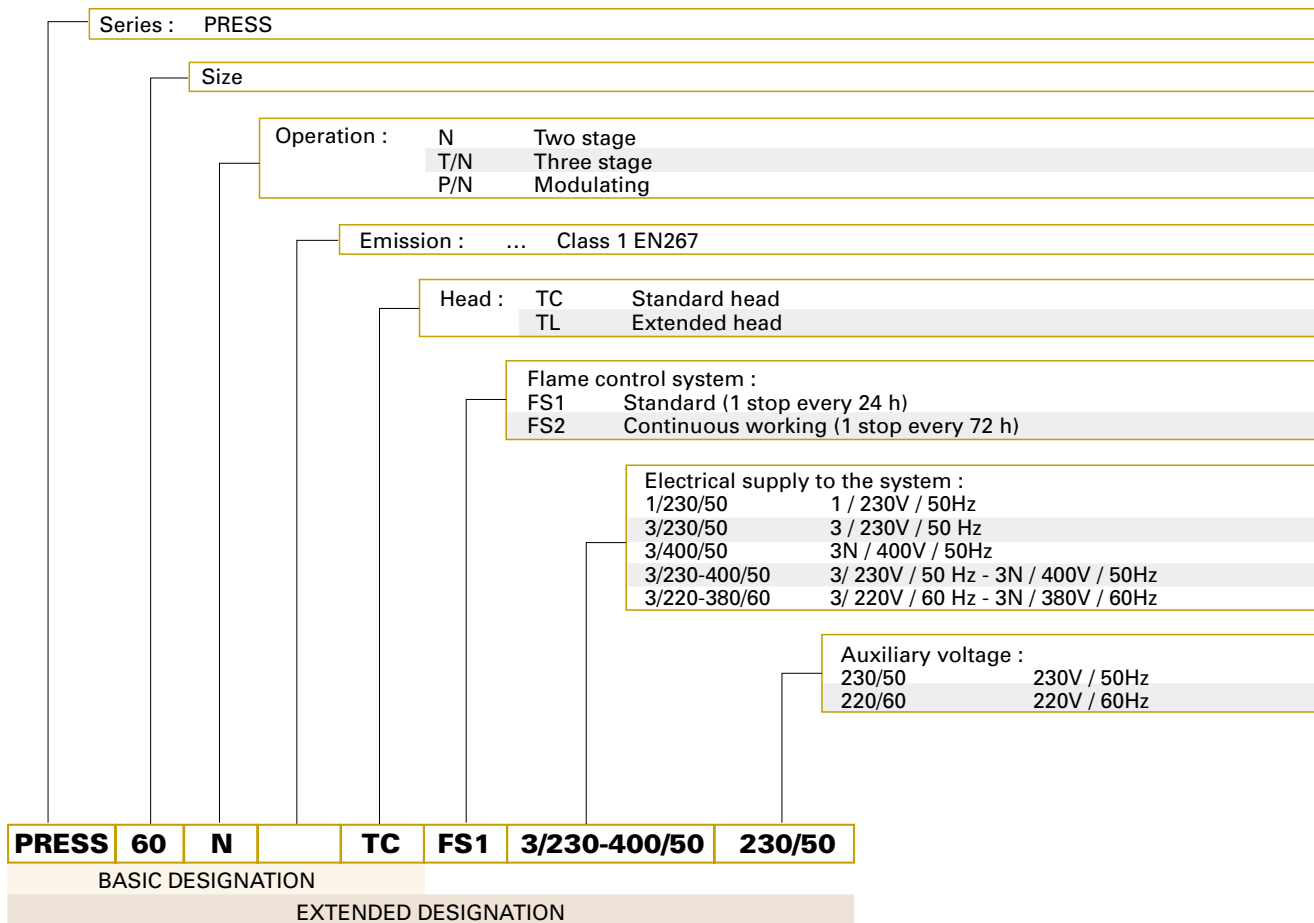 Series : PRESS
Size
Operation : N Two stage
T/N Three stage
P/N Modulating
Emission : ... Class 1 EN267
Head : TC Standard head
TL Extended head
Flame control system :
FS1 Standard (1 stop every 24 h)
FS2 Continuous working (1 stop every 72 h)
Electrical supply to the system :
1/230/50 1 / 230V / 50Hz
3/230/50 3 / 230V / 50 Hz
3/400/50 3N / 400V / 50Hz
3/230-400/50 3/ 230V / 50 Hz - 3N / 400V / 50Hz
3/220-380/60 3/ 220V / 60 Hz - 3N / 380V / 60Hz
Auxiliary voltage :
230/50 230V / 50Hz
220/60 220V / 60Hz
PRESS 60 N TC FS1 3/230-400/50 230/50
BASIC DESIGNATION
EXTENDED DESIGNATION